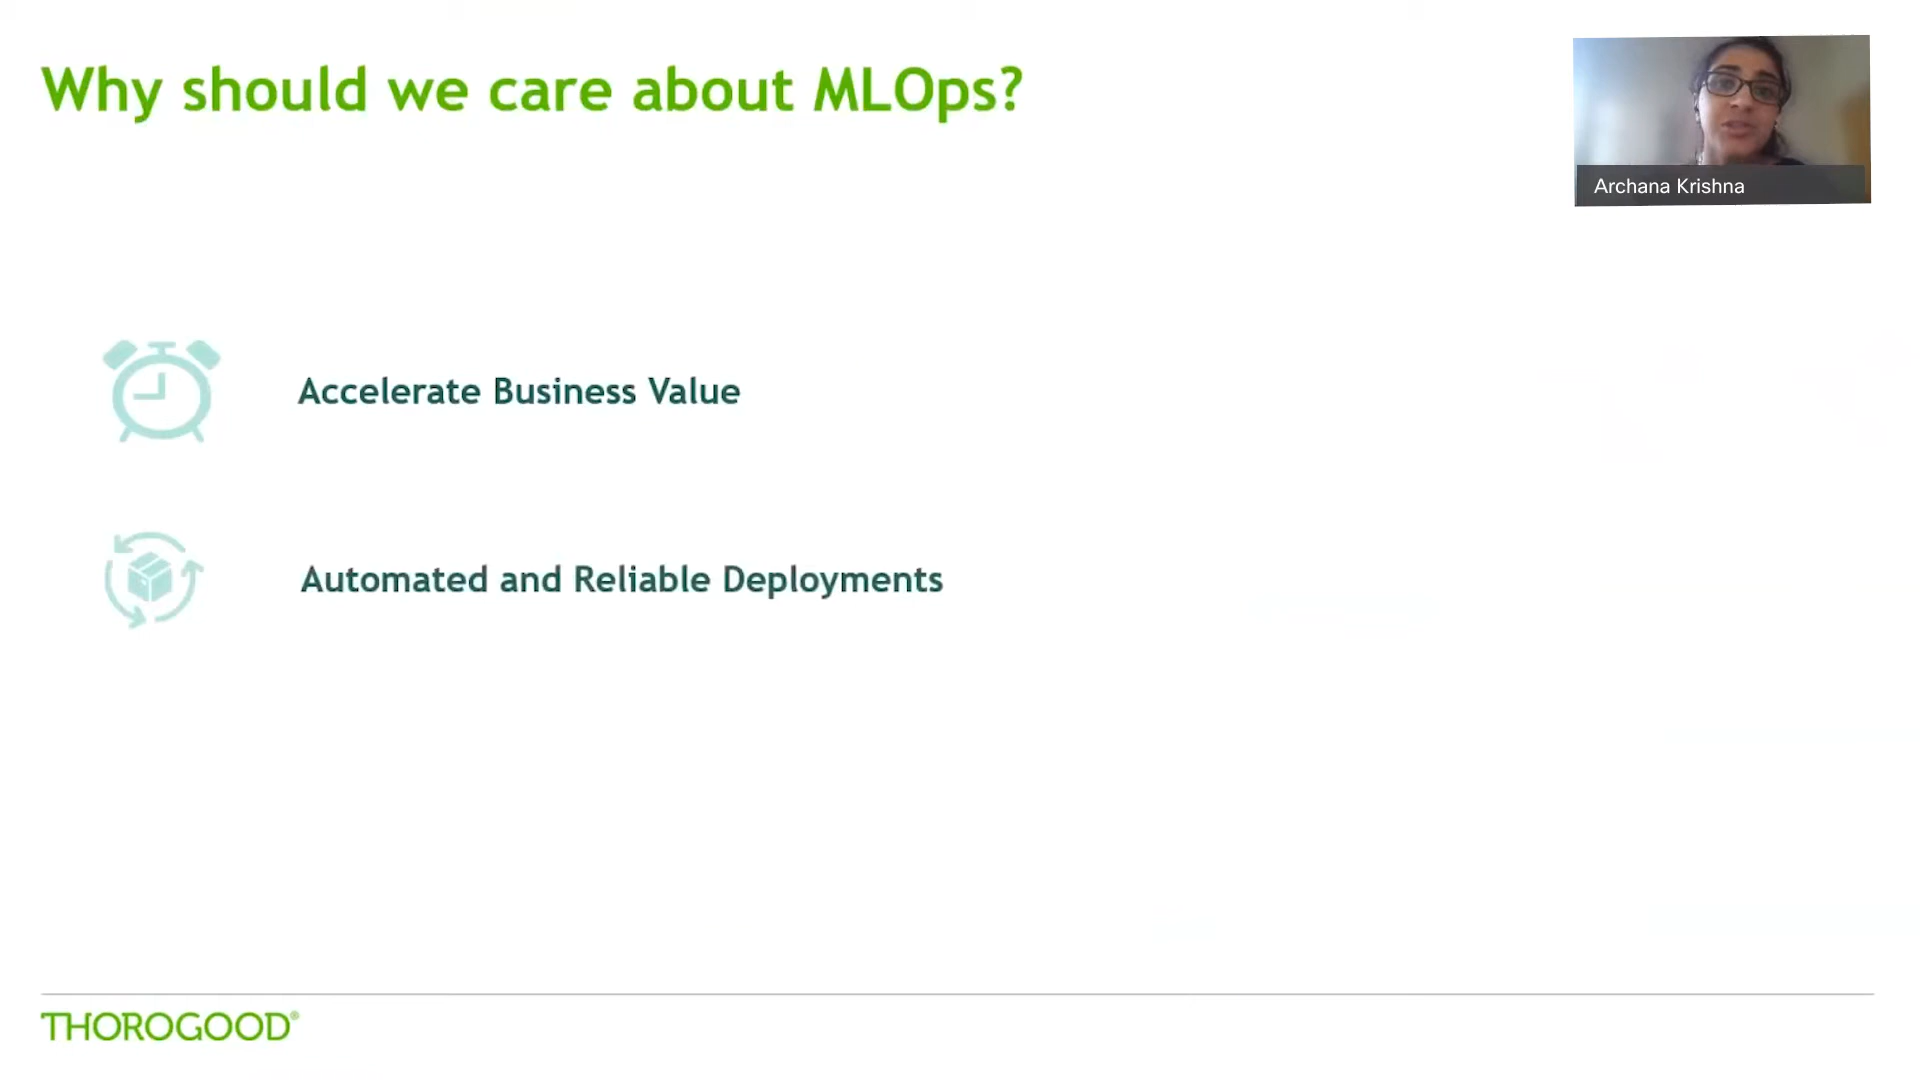 Why should we care about MLOps?
Archana Krishna
Accelerate Business Value
Automated and Reliable Deployments
THOROGOOD®